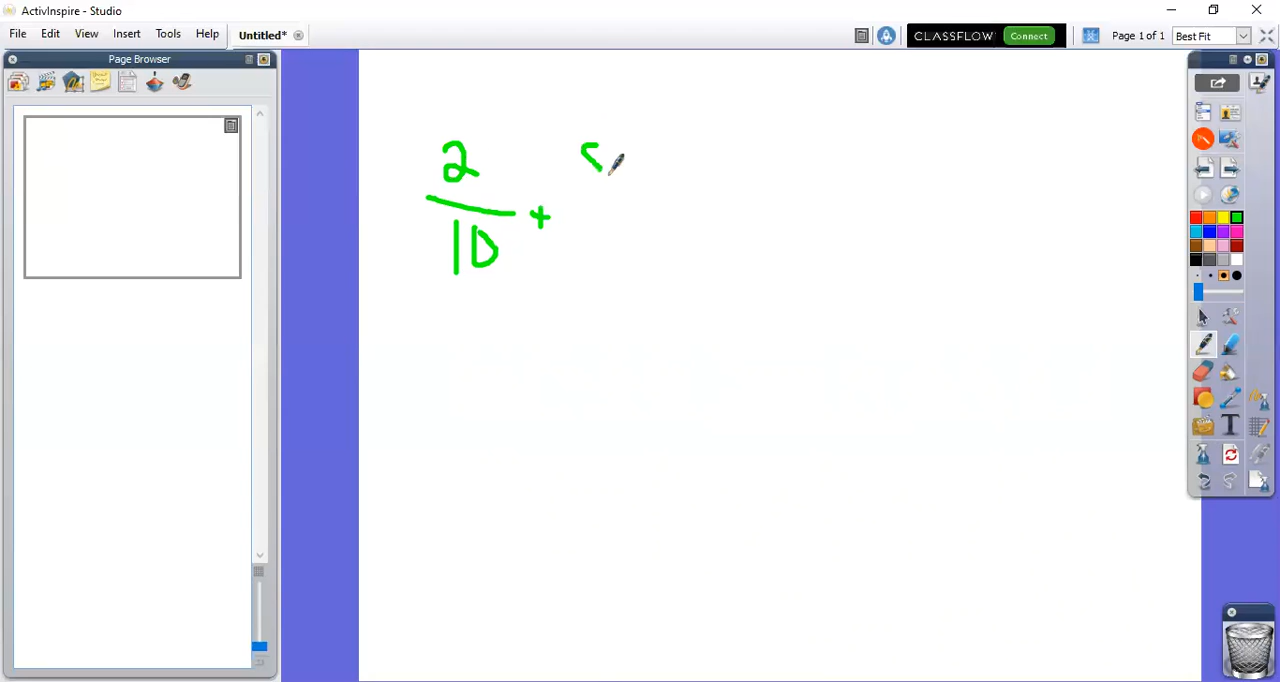 ActivInspire - Studio
File Edit View Insert Tools Help Untitled*
CLASSFLOW Connect Page 1 of 1 Best Fit
Page Browser
2
10
+
T